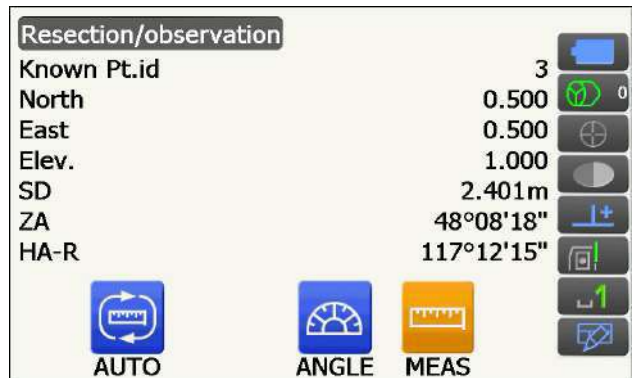 Resection/observation
Known Pt.id 3
North 0.500
East 0.500
Elev. 1.000
SD 2.401m
ZA 48°08'18"
HA-R 117°12'15"
0
1
AUTO ANGLE MEAS